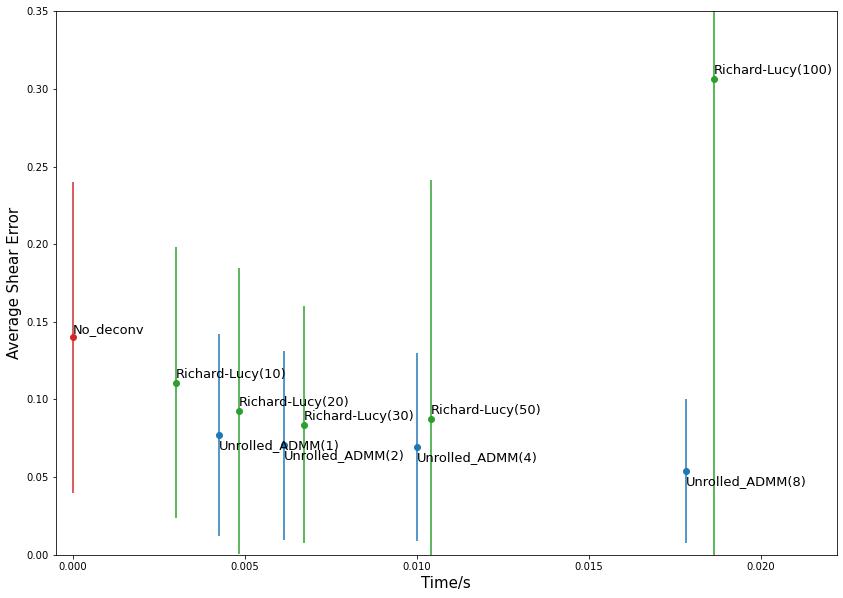 0.35
Richard-Lucy(100)
0.30
0.25
0.20
Average Shear Error
0.15
No_deconv
Richard-Lucy(10)
0.10
Richard-Lucy(20)
Richard-Lucy(50)
Richard-Lucy(30)
Unrolled_ADMM(1)
Unrolled_ADMM(2)
Unrolled_ADMM(4)
0.05
Unrolled_ADMM(8)
0.00
0.000 0.005 0.010 0.015 0.020
Time/s